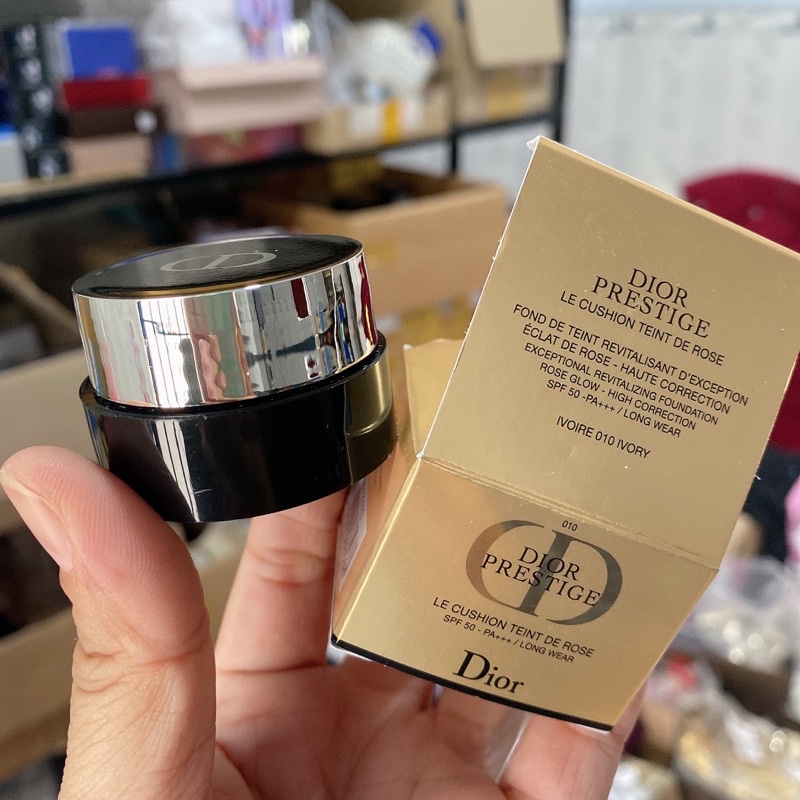 CD
DIOR
PRESTIGE
LE CUSHION TEINT DE ROSE
FOND DE TEINT REVITALISANT D'EXCEPTION
ÉCLAT DE ROSE - HAUTE CORRECTION
EXCEPTIONAL REVITALIZING FOUNDATION
ROSE GLOW - HIGH CORRECTION
SPF 50 -PA+++ / LONG WEAR
IVOIRE 010 IVORY
010
CD
DIOR
PRESTIGE
LE CUSHION TEINT DE ROSE
SPF 50 - PA+++ / LONG WEAR
Dior